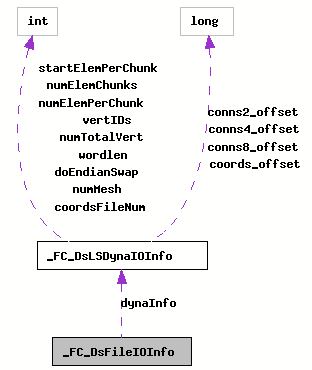 int
long
startElemPerChunk
numElemChunks
numElemPerChunk
vertIDs
numTotalVert
wordlen
doEndianSwap
numMesh
coordsFileNum
conns2_offset
conns4_offset
conns8_offset
coords_offset
_FC_DsLSDynaIOInfo
dynaInfo
_FC_DsFileIOInfo